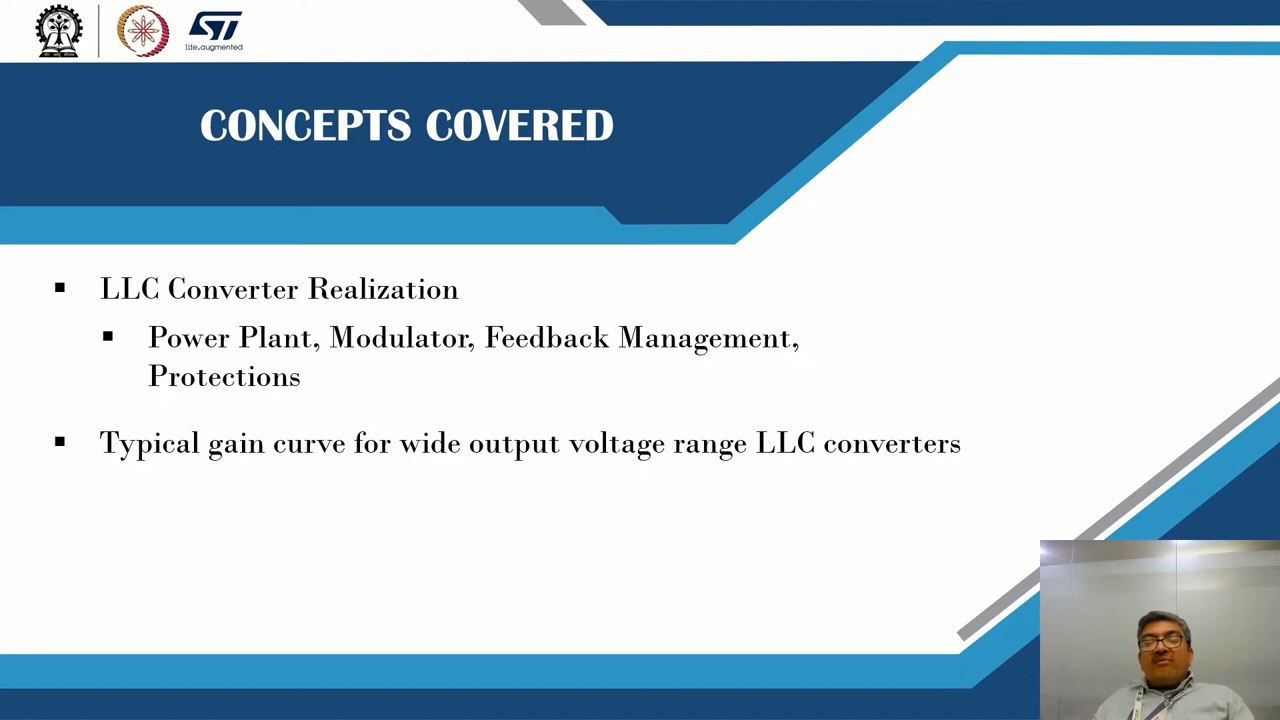 life.augmented
CONCEPTS COVERED
LLC Converter Realization
Power Plant, Modulator, Feedback Management,
Protections
Typical gain curve for wide output voltage range LLC converters